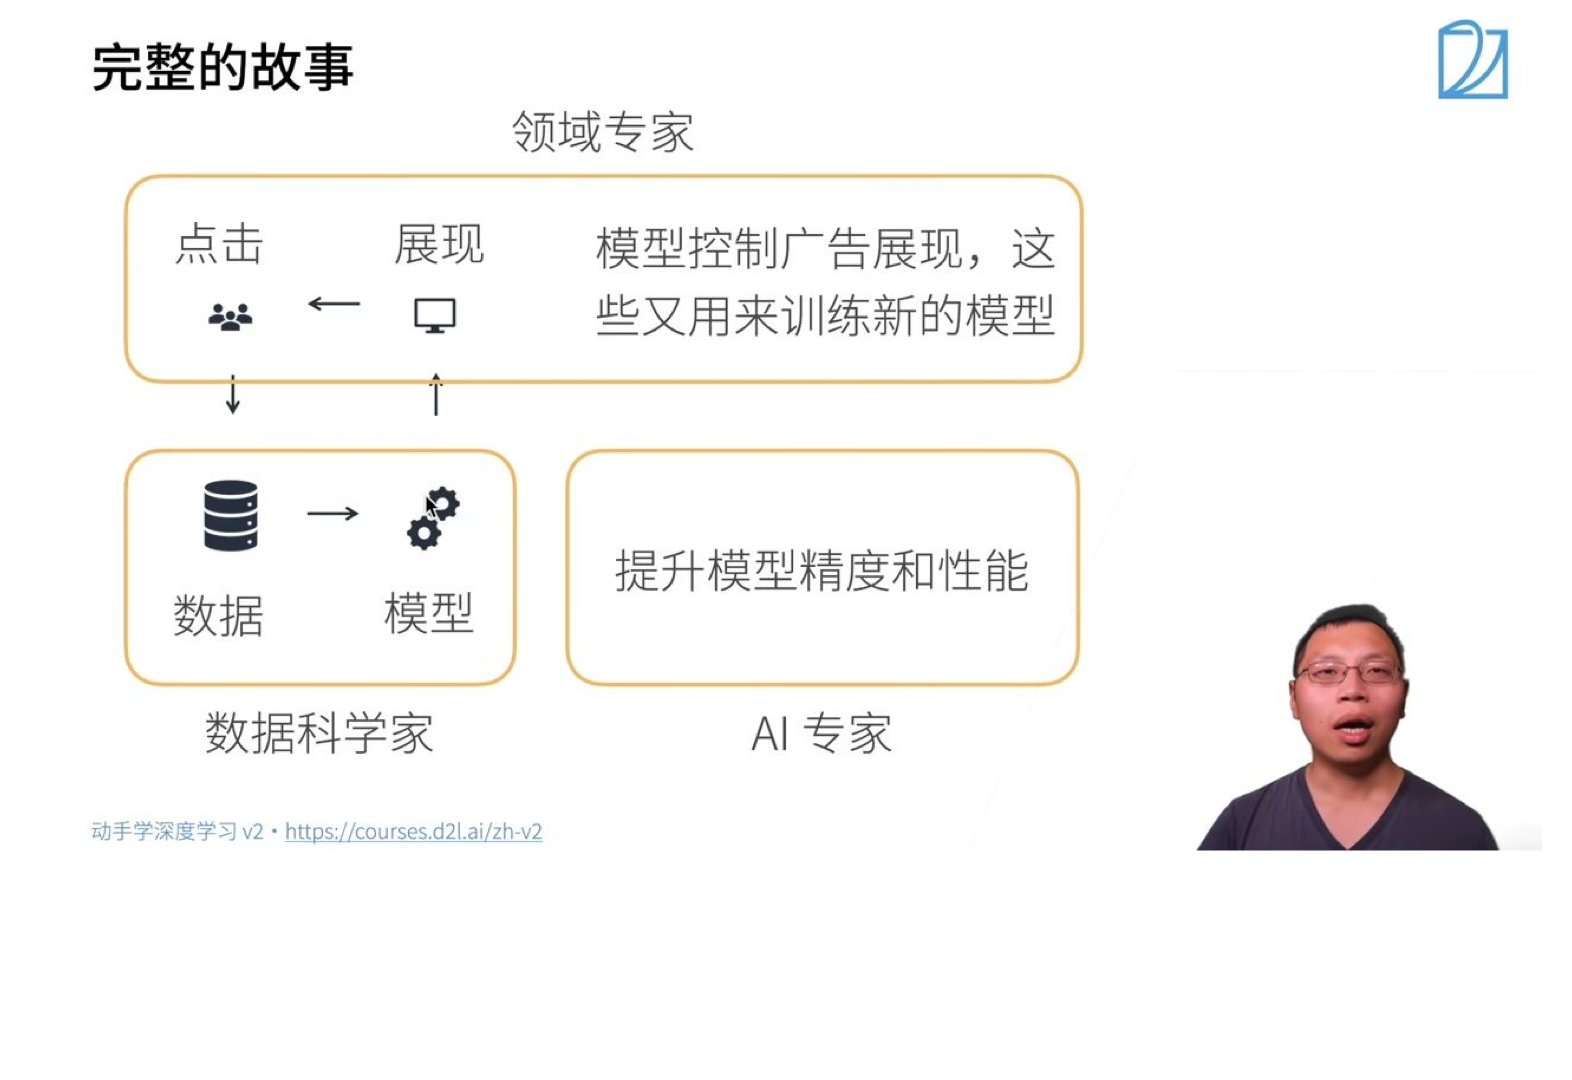 完整的故事
领域专家
点击
展现
模型控制广告展现，这
些又用来训练新的模型
数据
模型
提升模型精度和性能
数据科学家
AI 专家
动手学深度学习 v2 • https://courses.d2l.ai/zh-v2